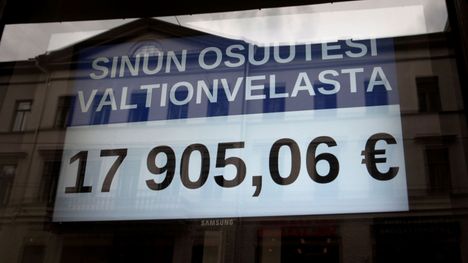 SINUN OSUUTESI
VALTIONVELASTA
17 905,06 €
SAMSUNG